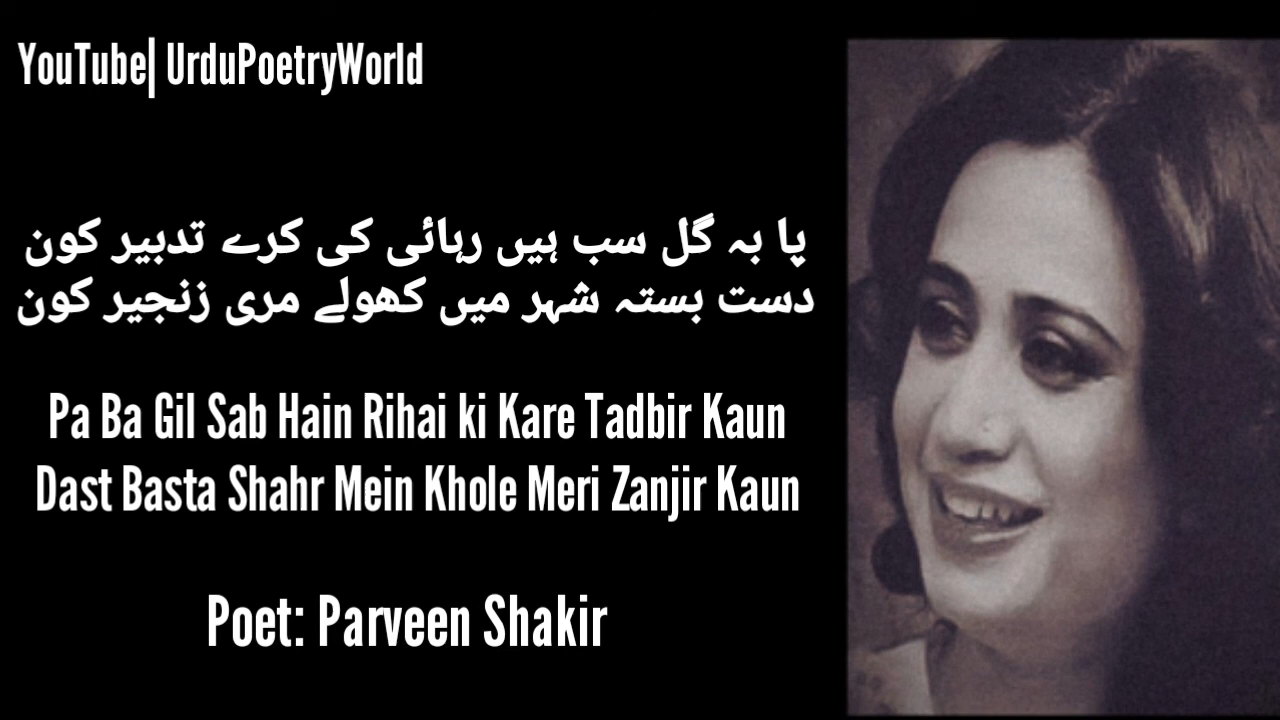 YouTube| UrduPoetryWorld
پا بہ گل سب ہیں رہائی کی کرے تدبیر کون
دست بستہ شہر میں کھولے مری زنجیر کون
Pa Ba Gil Sab Hain Rihai ki Kare Tadbir Kaun
Dast Basta Shahr Mein Khole Meri Zanjir Kaun
Poet: Parveen Shakir